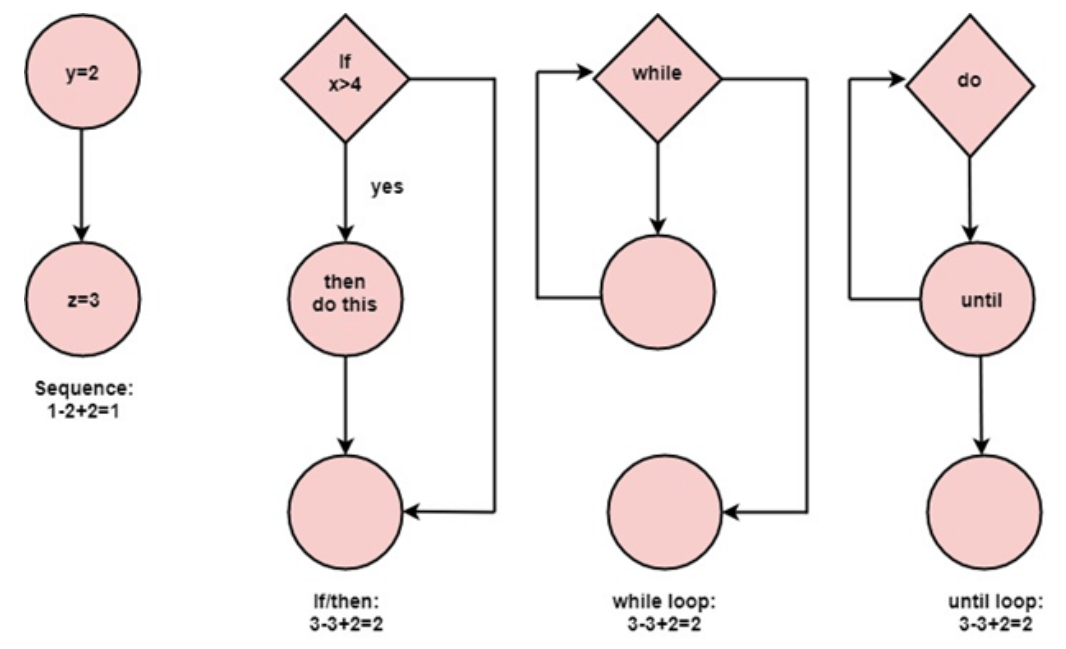 y=2
z=3
Sequence:
1-2+2=1
If
x>4
yes
then
do this
If/then:
3-3+2=2
while
while loop:
3-3+2=2
do
until
until loop:
3-3+2=2